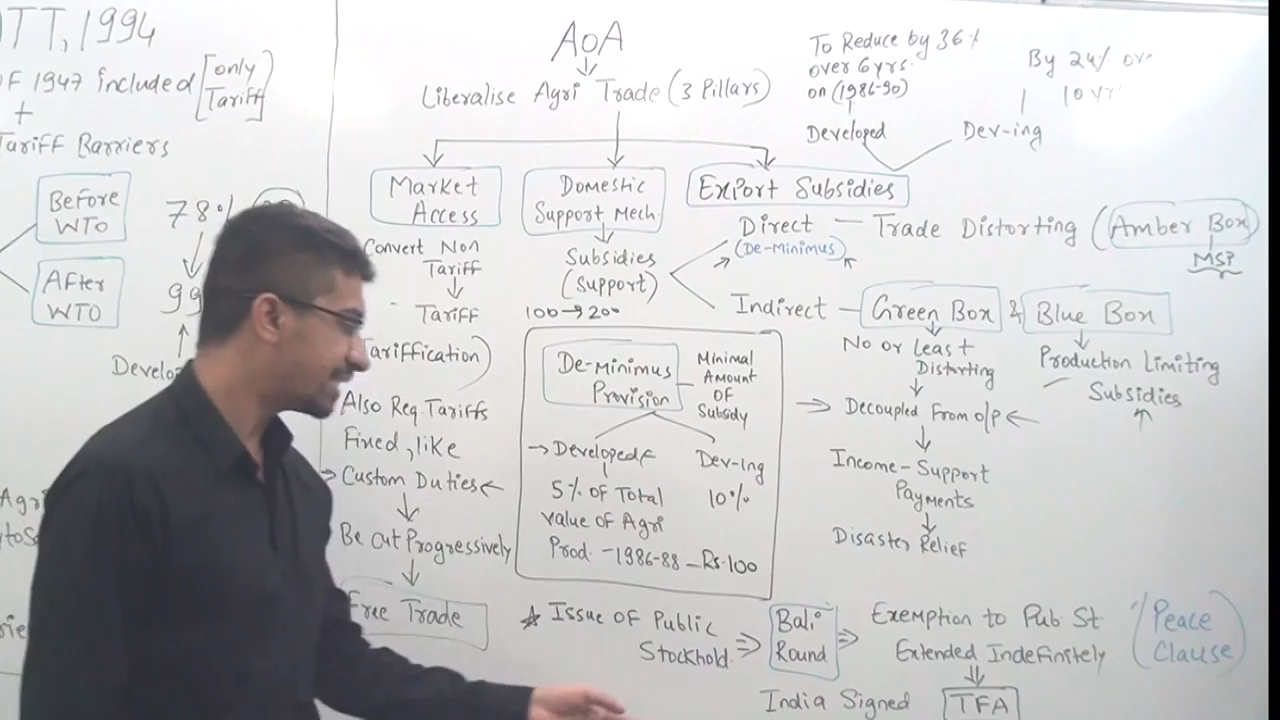 TT, 1994
F 1947 included [only
Tariff]
+
Tariff Barriers
Before
WTO
78%
After
WTO
99
Develo
Agr
AoA
Liberalise Agri Trade (3 Pillars)
To Reduce by 36%
over 6 yrs.
on (1986-90)
Developed
By 24% ov
10 yr
Dev-ing
Market
Access
Convert Non
Tariff
Tariff
Tariffication)
Also Req. Tariffs
Fixed, like
Custom Duties
Be Cut Progressively
Free Trade
Domestic
Support Mech.
Subsidies
(Support)
100 → 200
De-Minimus
Provision
Minimal
Amount
of
Subsidy
Developed
5% of Total
value of Agri
Prod. - 1986-88 - Rs.100
Dev-ing
10%
Export Subsidies
Direct — Trade Distorting (Amber Box)
(De-minimus)
MSP
Indirect — Green Box & Blue Box
No or least
Distorting
Decoupled From o/p
Income-Support
Payments
Disaster Relief
Production Limiting
Subsidies
☆ Issue of Public
Stockhold. ⇒
Bali
Round
⇒ Exemption to Pub St
Extended Indefinitely
(Peace
Clause)
India Signed TFA